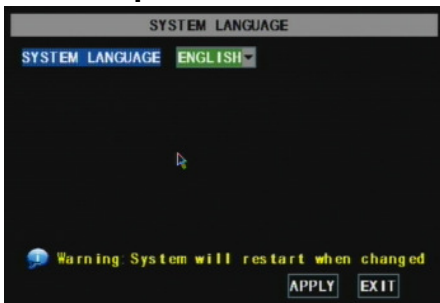 SYSTEM LANGUAGE
SYSTEM LANGUAGE ENGLISH
Warning:System will restart when changed
APPLY EXIT